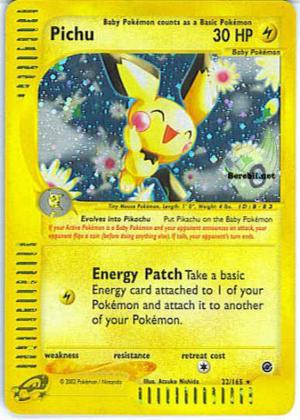 Baby Pokémon counts as a Basic Pokémon
Pichu 30 HP
Baby Pokémon
Berebil.net
Tiny Mouse Pokémon. Length: 1' 0", Weight: 4 lbs. ID: B-03
Evolves into Pikachu Put Pikachu on the Baby Pokémon
If your Active Pokémon is a Baby Pokémon and your opponent announces an attack, your
opponent flips a coin (before doing anything else). If tails, your opponent's turn ends.
Energy Patch Take a basic
Energy card attached to 1 of your
Pokémon and attach it to another
of your Pokémon.
weakness resistance retreat cost
Illus. Atsuko Nishida
©2002 Pokémon / Nintendo 22/165 ★